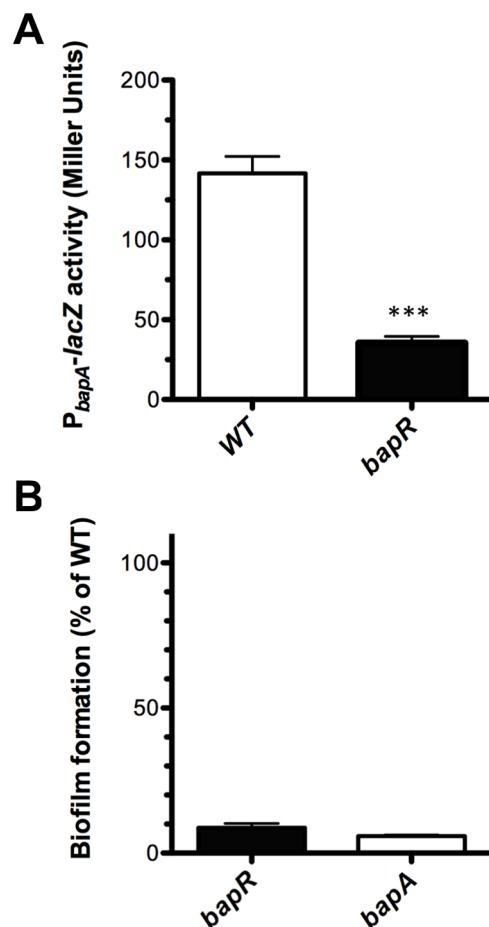 A
P_bapA-lacZ activity (Miller Units)
200
150
100
50
0
***
WT
bapR
B
Biofilm formation (% of WT)
100
50
0
bapR
bapA